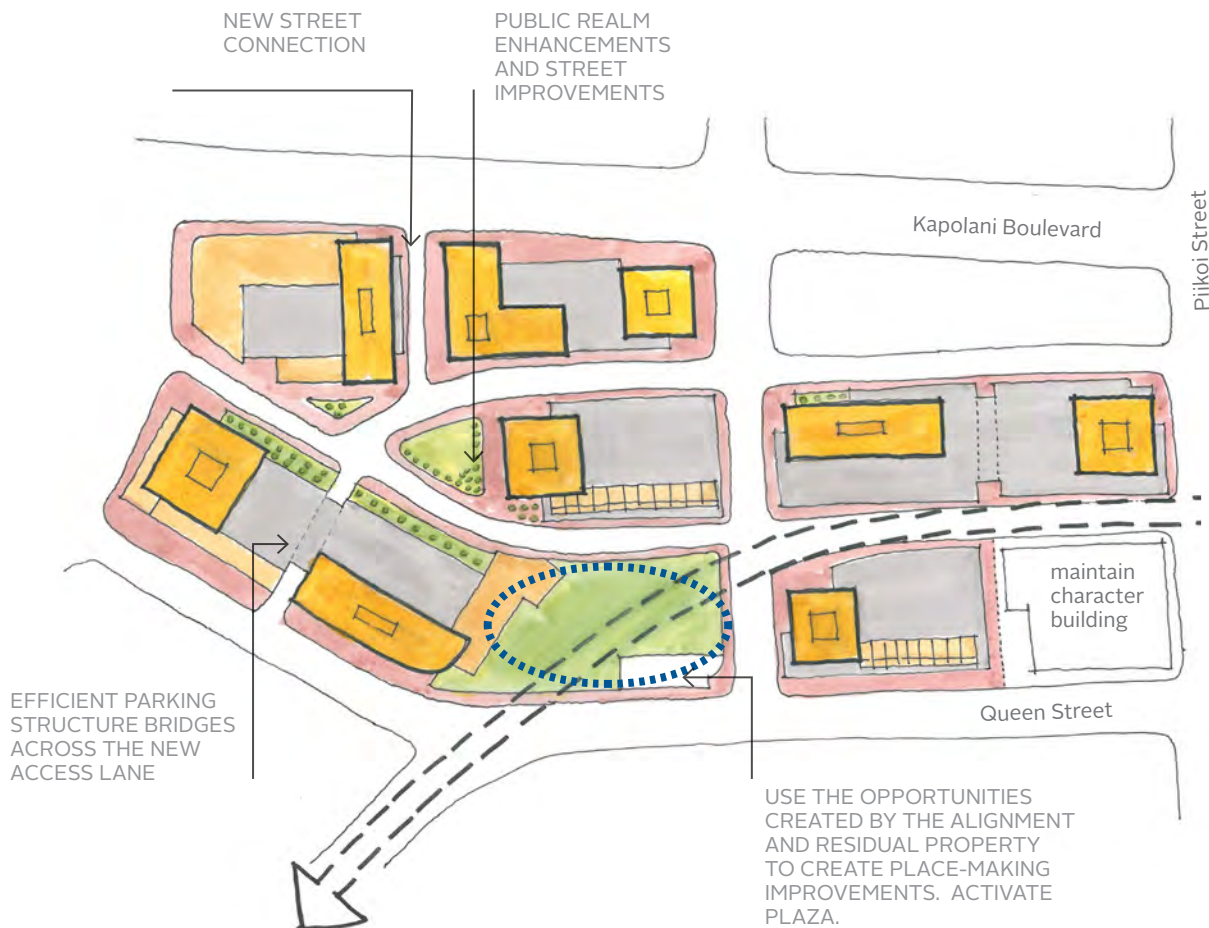 NEW STREET
CONNECTION
PUBLIC REALM
ENHANCEMENTS
AND STREET
IMPROVEMENTS
Kapolani Boulevard
Piikoi Street
maintain
character
building
Queen Street
EFFICIENT PARKING
STRUCTURE BRIDGES
ACROSS THE NEW
ACCESS LANE
USE THE OPPORTUNITIES
CREATED BY THE ALIGNMENT
AND RESIDUAL PROPERTY
TO CREATE PLACE-MAKING
IMPROVEMENTS. ACTIVATE
PLAZA.